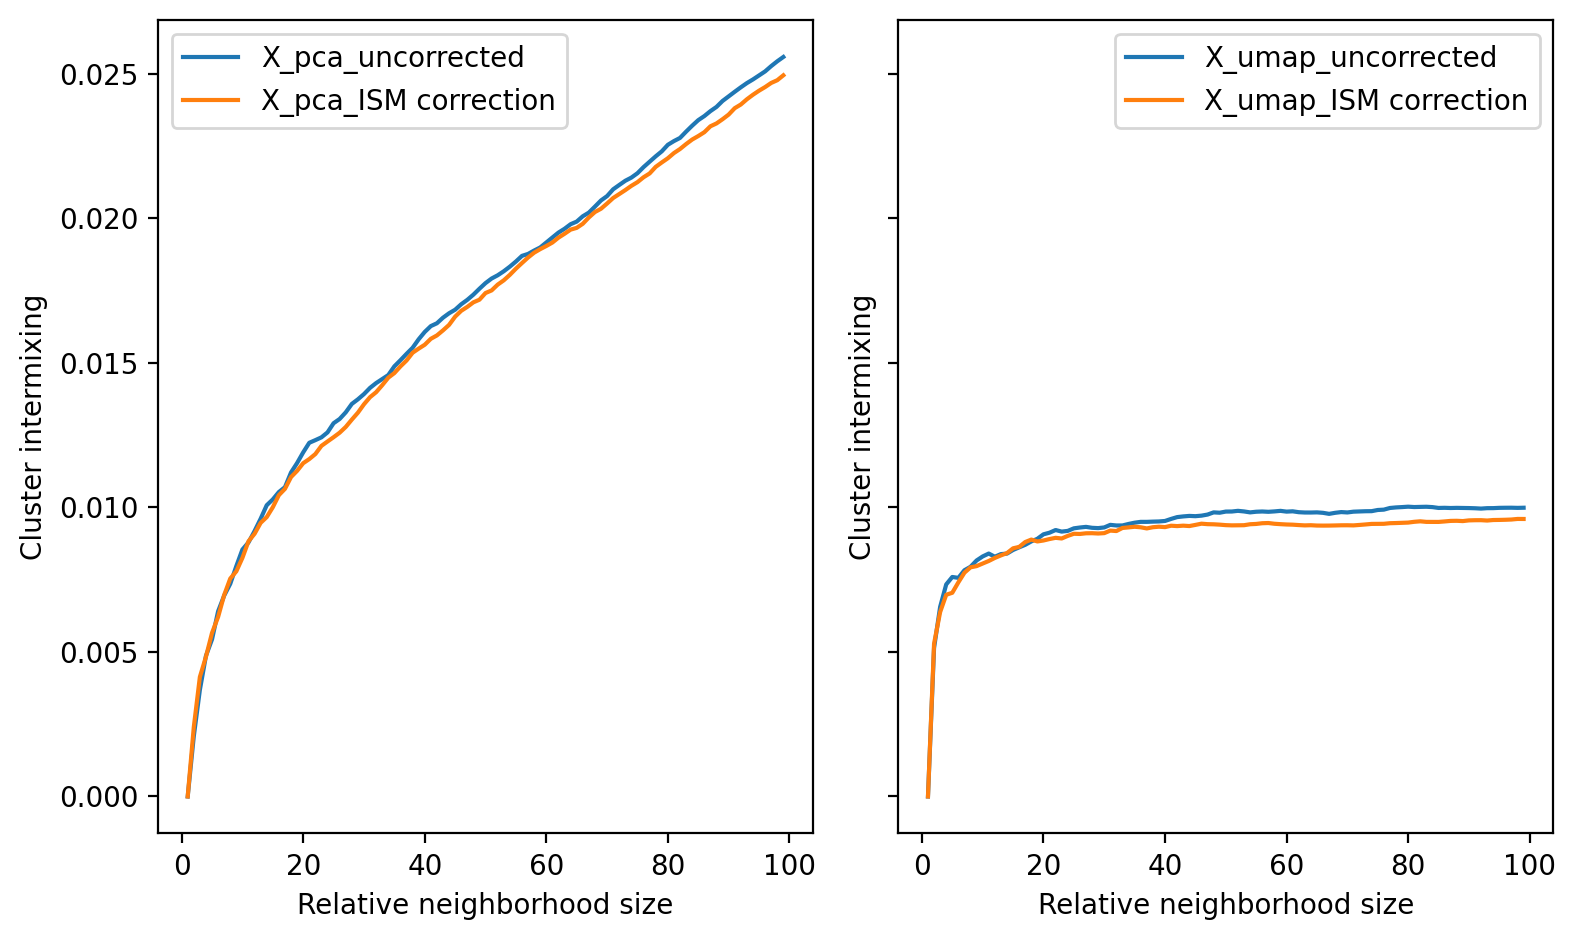 X_pca_uncorrected
X_pca_ISM correction
0.025
0.020
0.015
0.010
0.005
0.000
Cluster intermixing
0 20 40 60 80 100
Relative neighborhood size
X_umap_uncorrected
X_umap_ISM correction
Cluster intermixing
0 20 40 60 80 100
Relative neighborhood size